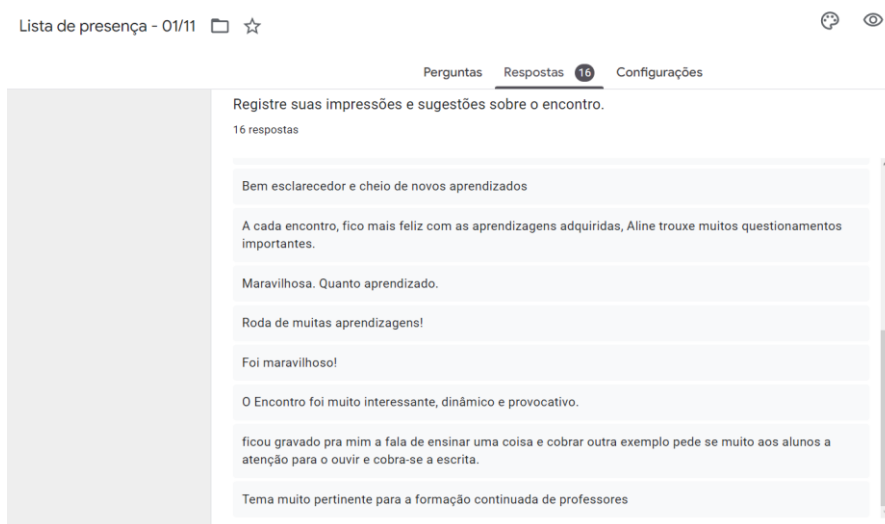 Lista de presença - 01/11
Perguntas Respostas 16 Configurações
Registre suas impressões e sugestões sobre o encontro.
16 respostas
Bem esclarecedor e cheio de novos aprendizados
A cada encontro, fico mais feliz com as aprendizagens adquiridas, Aline trouxe muitos questionamentos
importantes.
Maravilhosa. Quanto aprendizado.
Roda de muitas aprendizagens!
Foi maravilhoso!
O Encontro foi muito interessante, dinâmico e provocativo.
ficou gravado pra mim a fala de ensinar uma coisa e cobrar outra exemplo pede se muito aos alunos a
atenção para o ouvir e cobra-se a escrita.
Tema muito pertinente para a formação continuada de professores